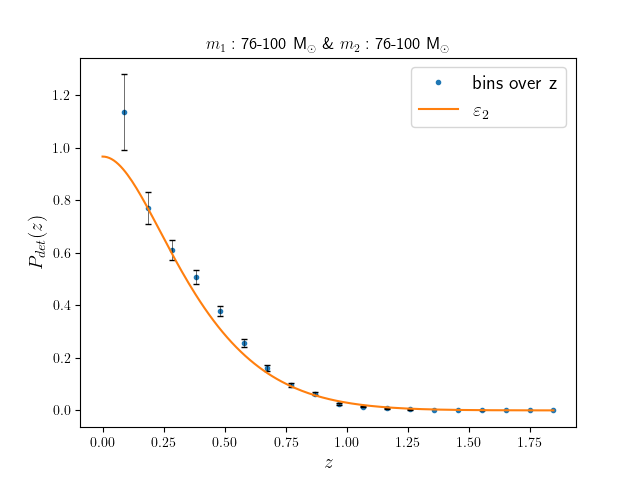 m₁ : 76-100 M⊙ & m₂ : 76-100 M⊙
bins over z
ε₂
P_det(z)
1.2
1.0
0.8
0.6
0.4
0.2
0.0
0.00 0.25 0.50 0.75 1.00 1.25 1.50 1.75
z